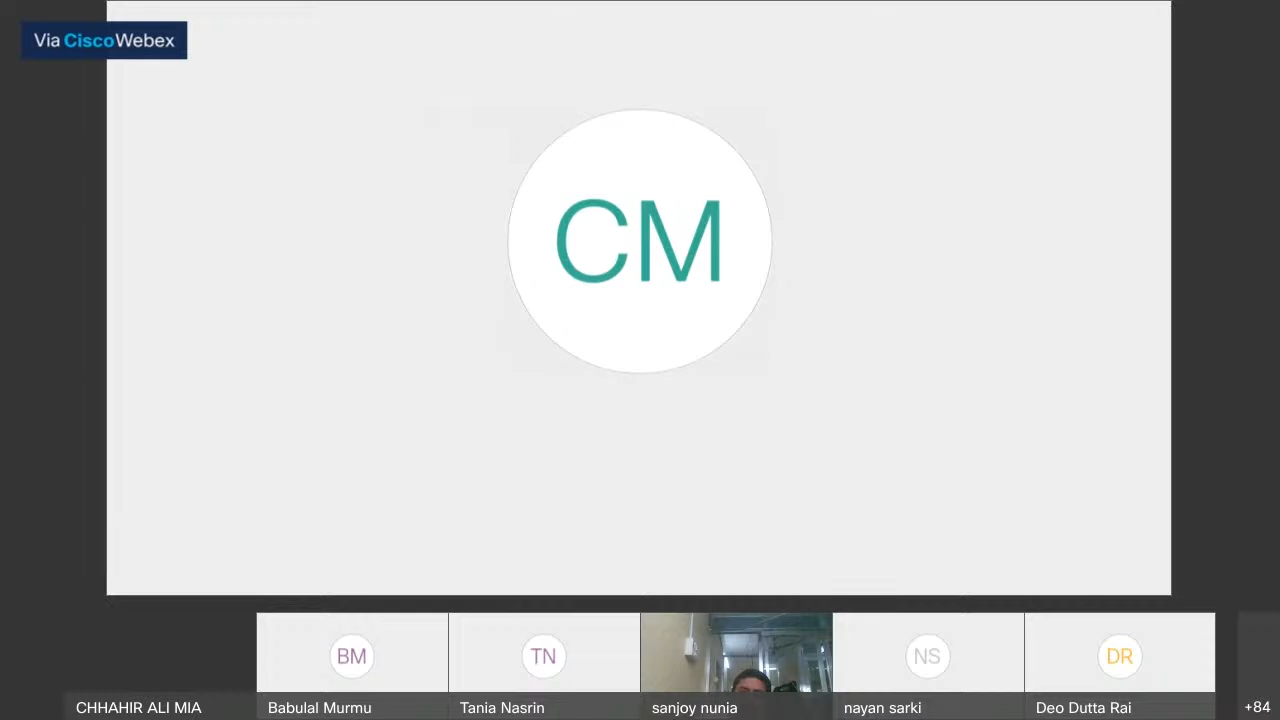 Via CiscoWebex
CM
BM
TN
NS
DR
CHHAHIR ALI MIA
Babulal Murmu
Tania Nasrin
sanjoy nunia
nayan sarki
Deo Dutta Rai
+84